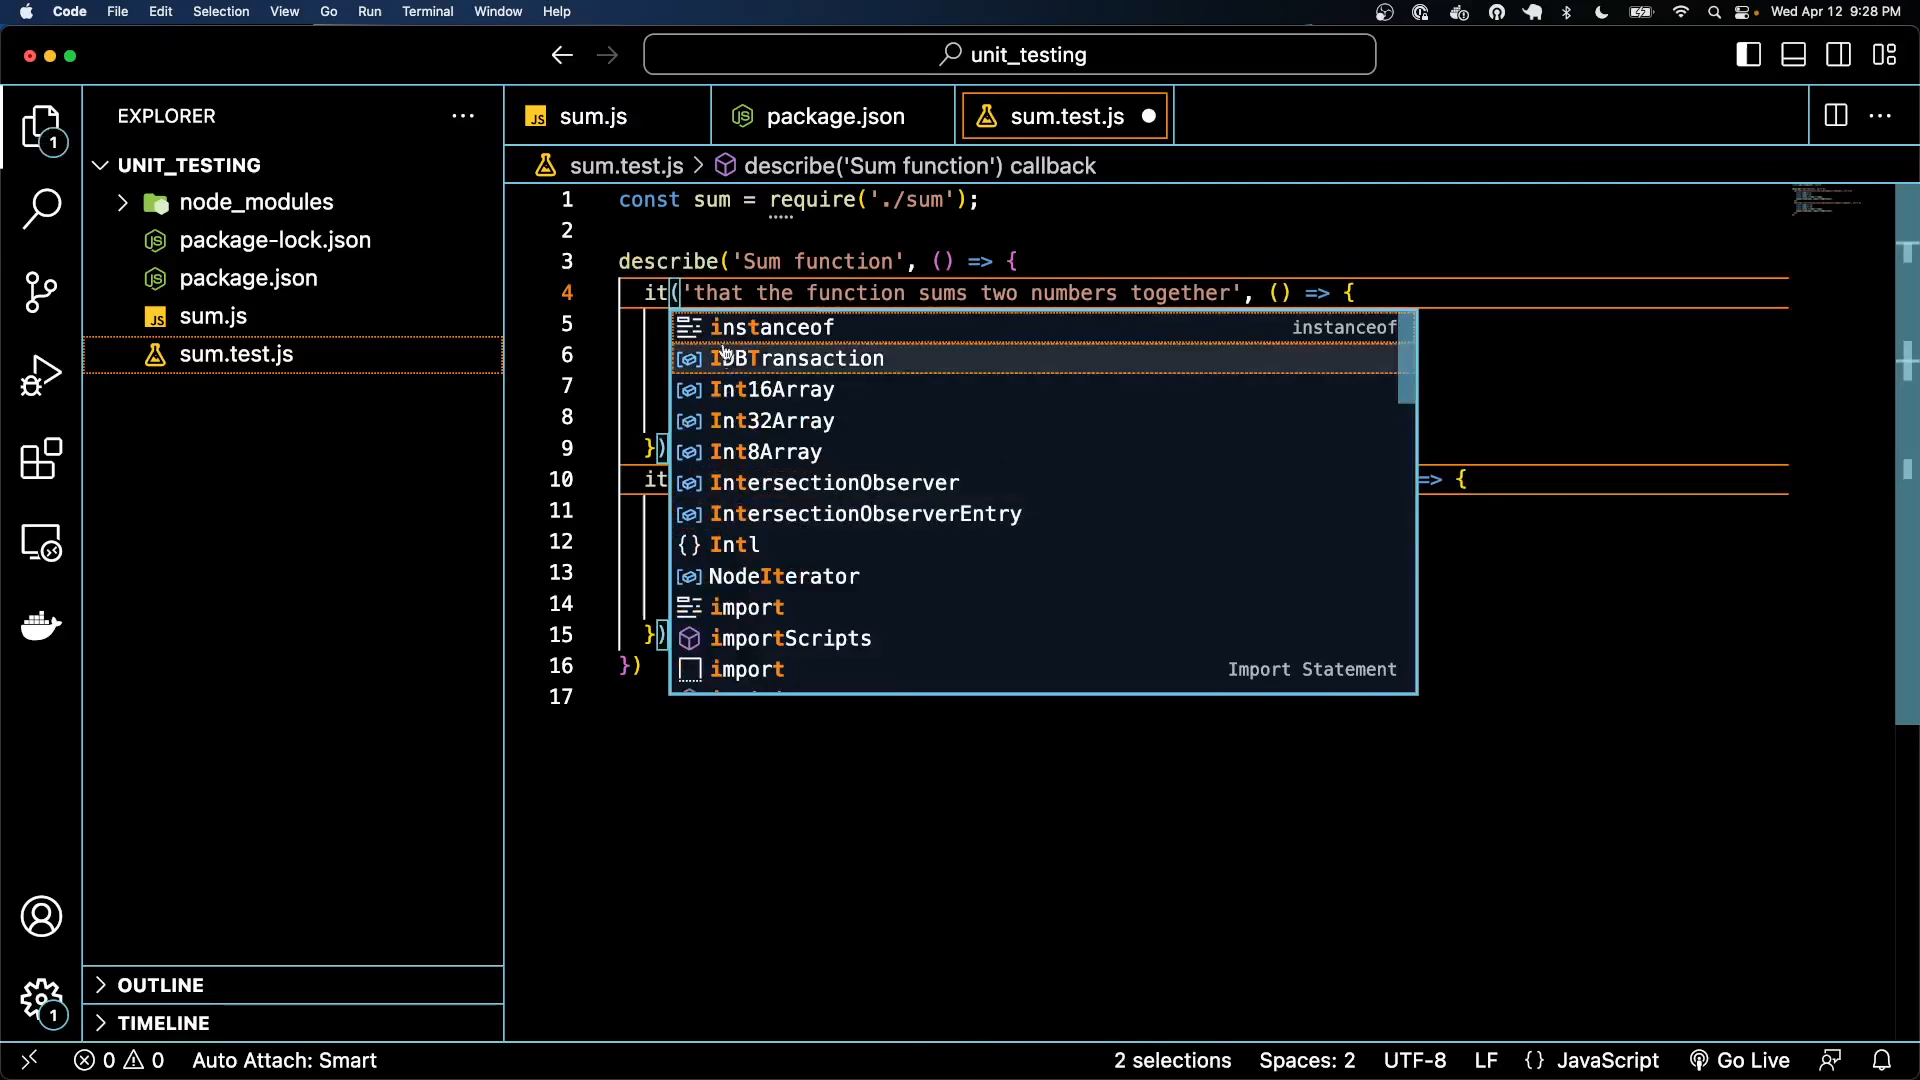 Code File Edit Selection View Go Run Terminal Window Help Wed Apr 12 9:28 PM
unit_testing
EXPLORER
sum.js package.json sum.test.js
1
UNIT_TESTING
sum.test.js > describe('Sum function') callback
node_modules
package-lock.json
package.json
sum.js
sum.test.js
1 const sum = require('./sum');
2
3 describe('Sum function', () => {
4 it('that the function sums two numbers together', () => {
5 instanceof instanceof
6 IDBTransaction
7 Int16Array
8 Int32Array
9 }) Int8Array
10 it IntersectionObserver => {
11 IntersectionObserverEntry
12 Intl
13 NodeIterator
14 import
15 }) importScripts
16 }) import Import Statement
17
OUTLINE
1
TIMELINE
0 0 Auto Attach: Smart 2 selections Spaces: 2 UTF-8 LF {} JavaScript Go Live